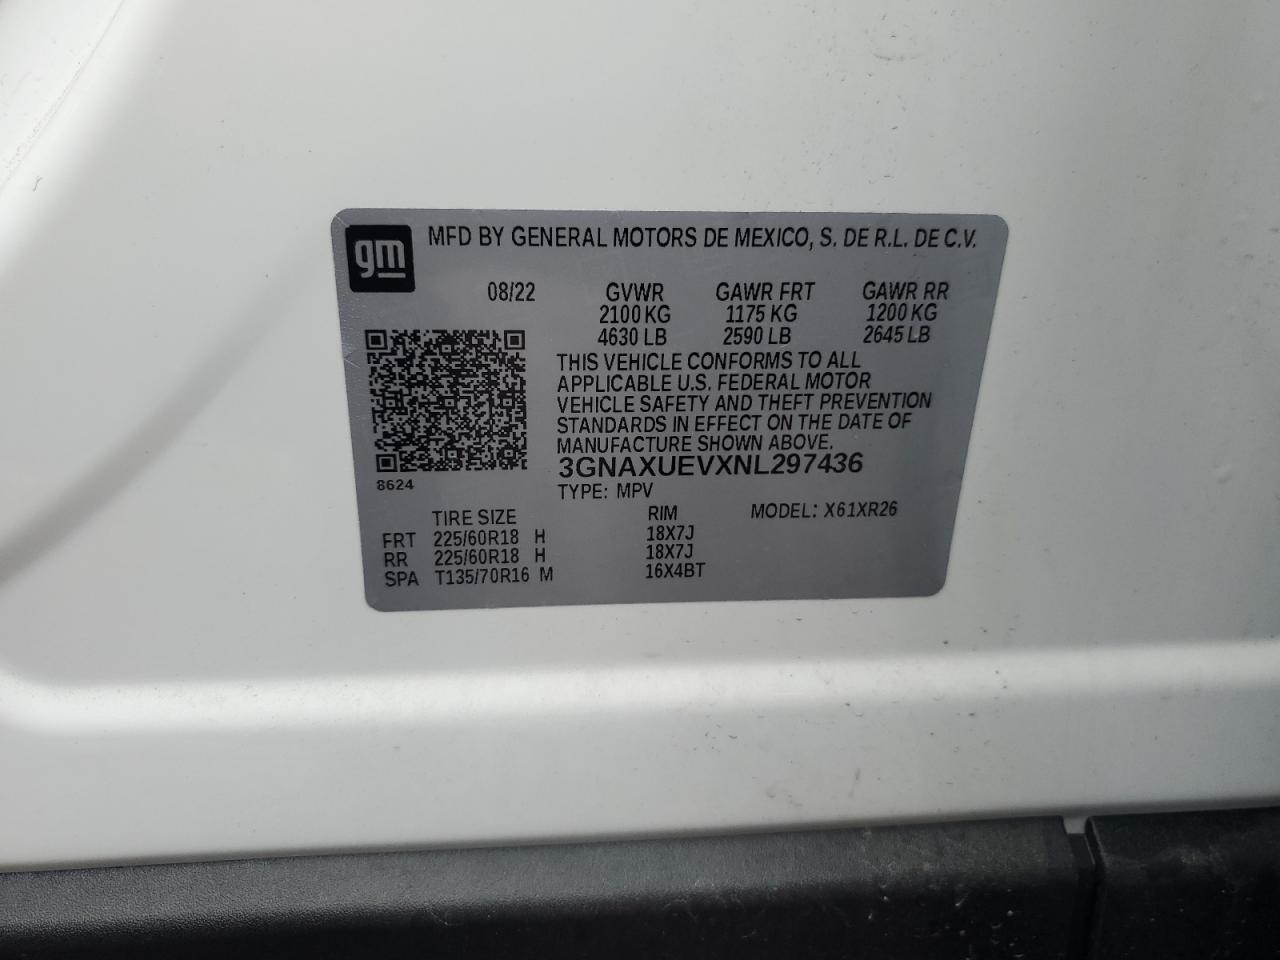 gm
MFD BY GENERAL MOTORS DE MEXICO, S. DE R.L. DE C.V.
08/22 GVWR GAWR FRT GAWR RR
2100 KG 1175 KG 1200 KG
4630 LB 2590 LB 2645 LB
THIS VEHICLE CONFORMS TO ALL
APPLICABLE U.S. FEDERAL MOTOR
VEHICLE SAFETY AND THEFT PREVENTION
STANDARDS IN EFFECT ON THE DATE OF
MANUFACTURE SHOWN ABOVE.
3GNAXUEVXNL297436
8624
TYPE: MPV
TIRE SIZE RIM MODEL: X61XR26
FRT 225/60R18 H 18X7J
RR 225/60R18 H 18X7J
SPA T135/70R16 M 16X4BT